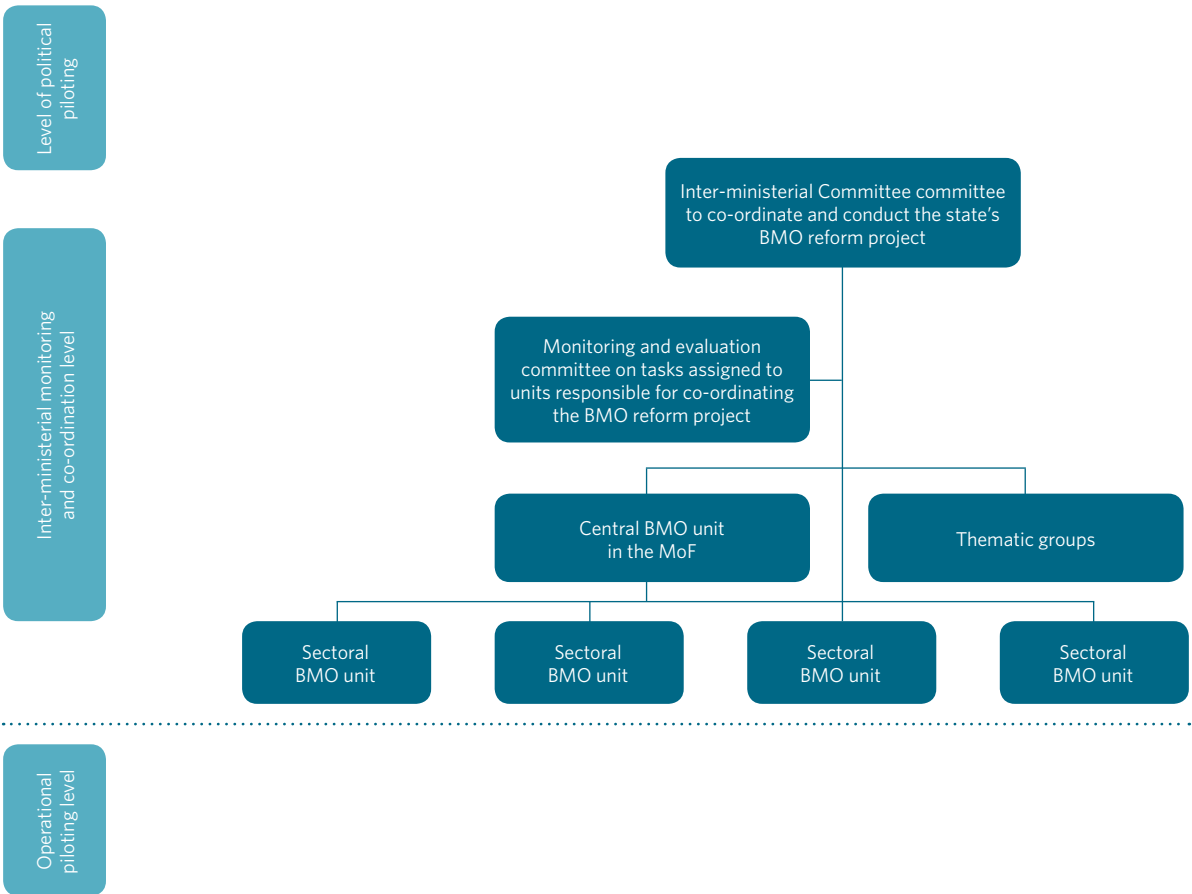 Level of political
piloting
Inter-ministerial Committee committee
to co-ordinate and conduct the state's
BMO reform project
Inter-ministerial monitoring
and co-ordination level
Monitoring and evaluation
committee on tasks assigned to
units responsible for co-ordinating
the BMO reform project
Central BMO unit
in the MoF
Thematic groups
Sectoral
BMO unit
Sectoral
BMO unit
Sectoral
BMO unit
Sectoral
BMO unit
Operational
piloting level